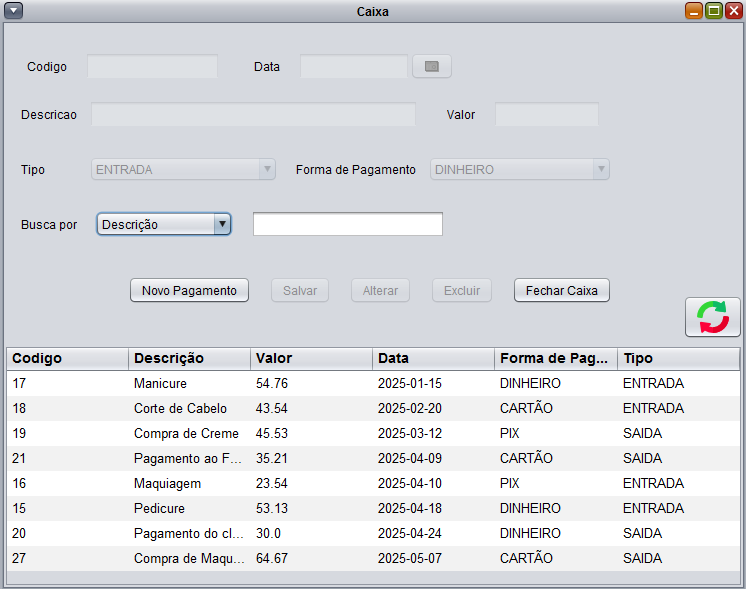 Caixa
Codigo Data
Descricao Valor
Tipo ENTRADA Forma de Pagamento DINHEIRO
Busca por Descrição
Novo Pagamento Salvar Alterar Excluir Fechar Caixa
Codigo Descrição Valor Data Forma de Pag... Tipo
17 Manicure 54.76 2025-01-15 DINHEIRO ENTRADA
18 Corte de Cabelo 43.54 2025-02-20 CARTÃO ENTRADA
19 Compra de Creme 45.53 2025-03-12 PIX SAIDA
21 Pagamento ao F... 35.21 2025-04-09 CARTÃO SAIDA
16 Maquiagem 23.54 2025-04-10 PIX ENTRADA
15 Pedicure 53.13 2025-04-18 DINHEIRO ENTRADA
20 Pagamento do cl... 30.0 2025-04-24 DINHEIRO SAIDA
27 Compra de Maqu... 64.67 2025-05-07 CARTÃO SAIDA